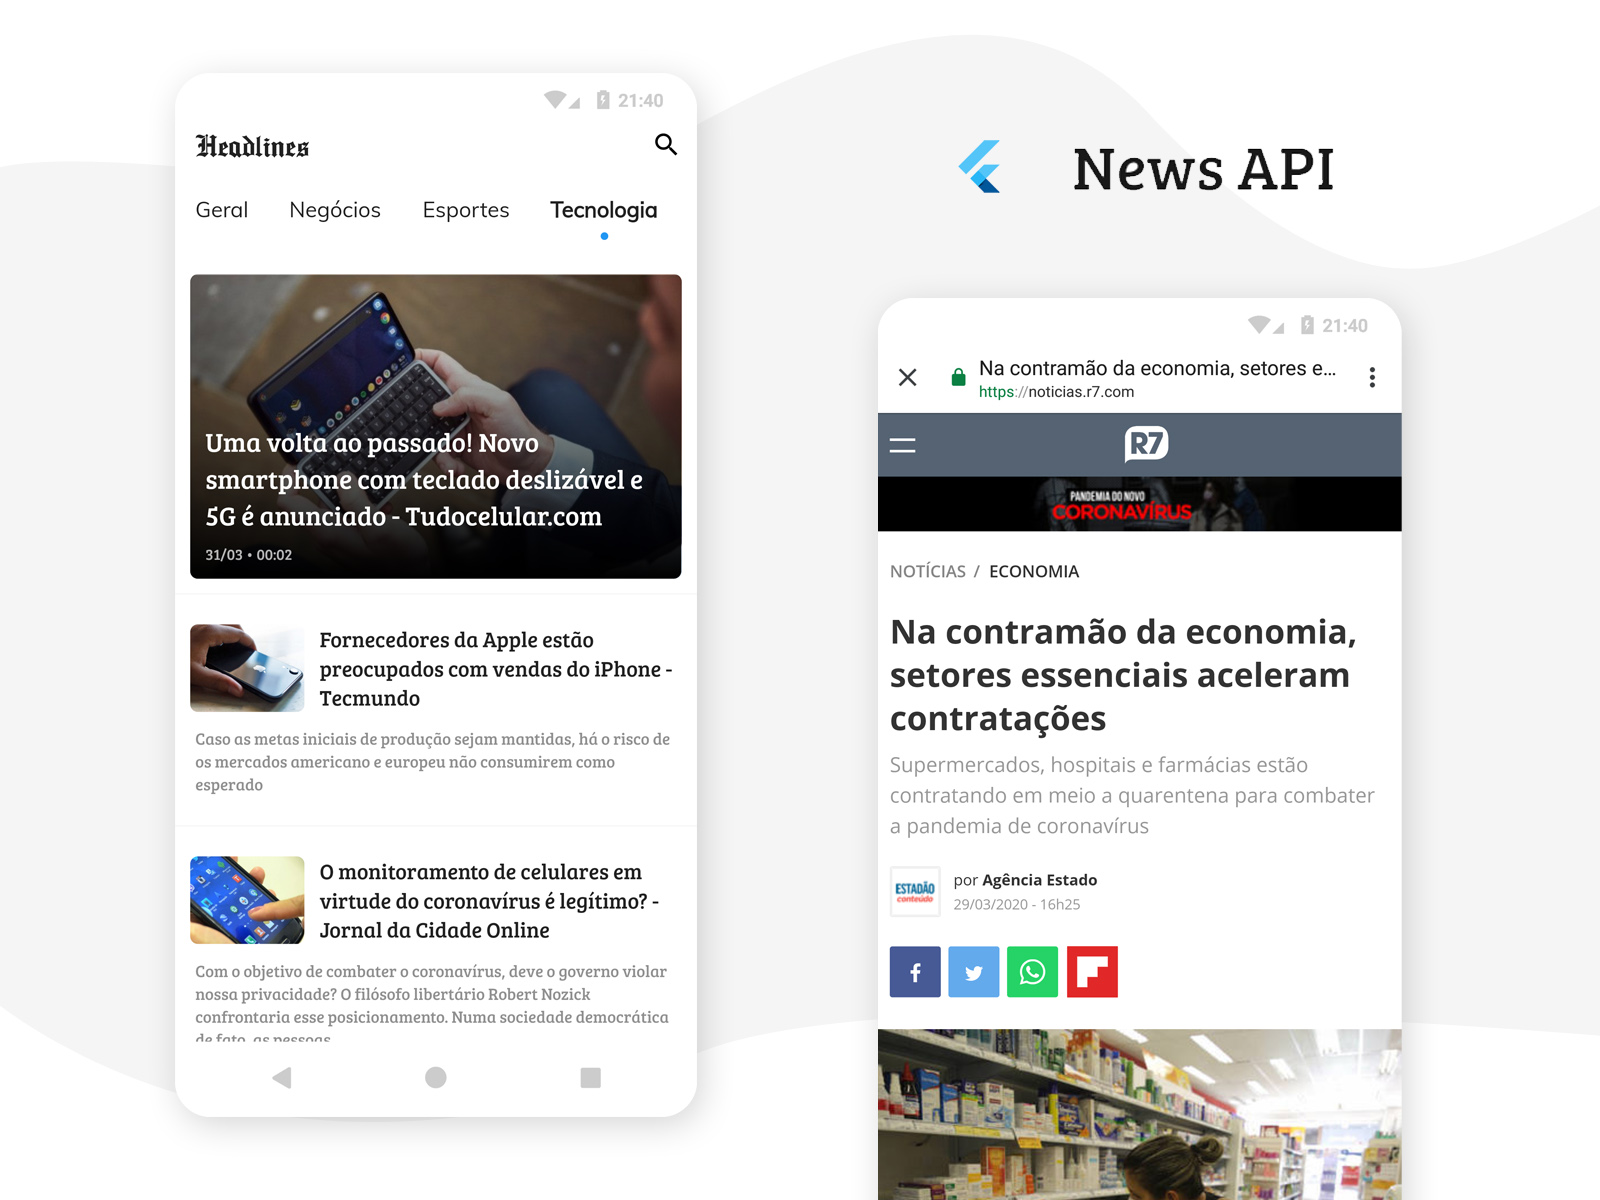 21:40
Headlines
Geral Negócios Esportes Tecnologia
Uma volta ao passado! Novo
smartphone com teclado deslizável e
5G é anunciado - Tudocelular.com
31/03 • 00:02
Fornecedores da Apple estão
preocupados com vendas do iPhone -
Tecmundo
Caso as metas iniciais de produção sejam mantidas, há o risco de
os mercados americano e europeu não consumirem como
esperado
O monitoramento de celulares em
virtude do coronavírus é legítimo? -
Jornal da Cidade Online
Com o objetivo de combater o coronavírus, deve o governo violar
nossa privacidade? O filósofo libertário Robert Nozick
confrontaria esse posicionamento. Numa sociedade democrática
de fato, as pessoas
News API
21:40
Na contramão da economia, setores e...
https://noticias.r7.com
R7
PANDEMIA DO NOVO
CORONAVÍRUS
NOTÍCIAS / ECONOMIA
Na contramão da economia,
setores essenciais aceleram
contratações
Supermercados, hospitais e farmácias estão
contratando em meio a quarentena para combater
a pandemia de coronavírus
ESTADÃO
conteúdo
por Agência Estado
29/03/2020 - 16h25